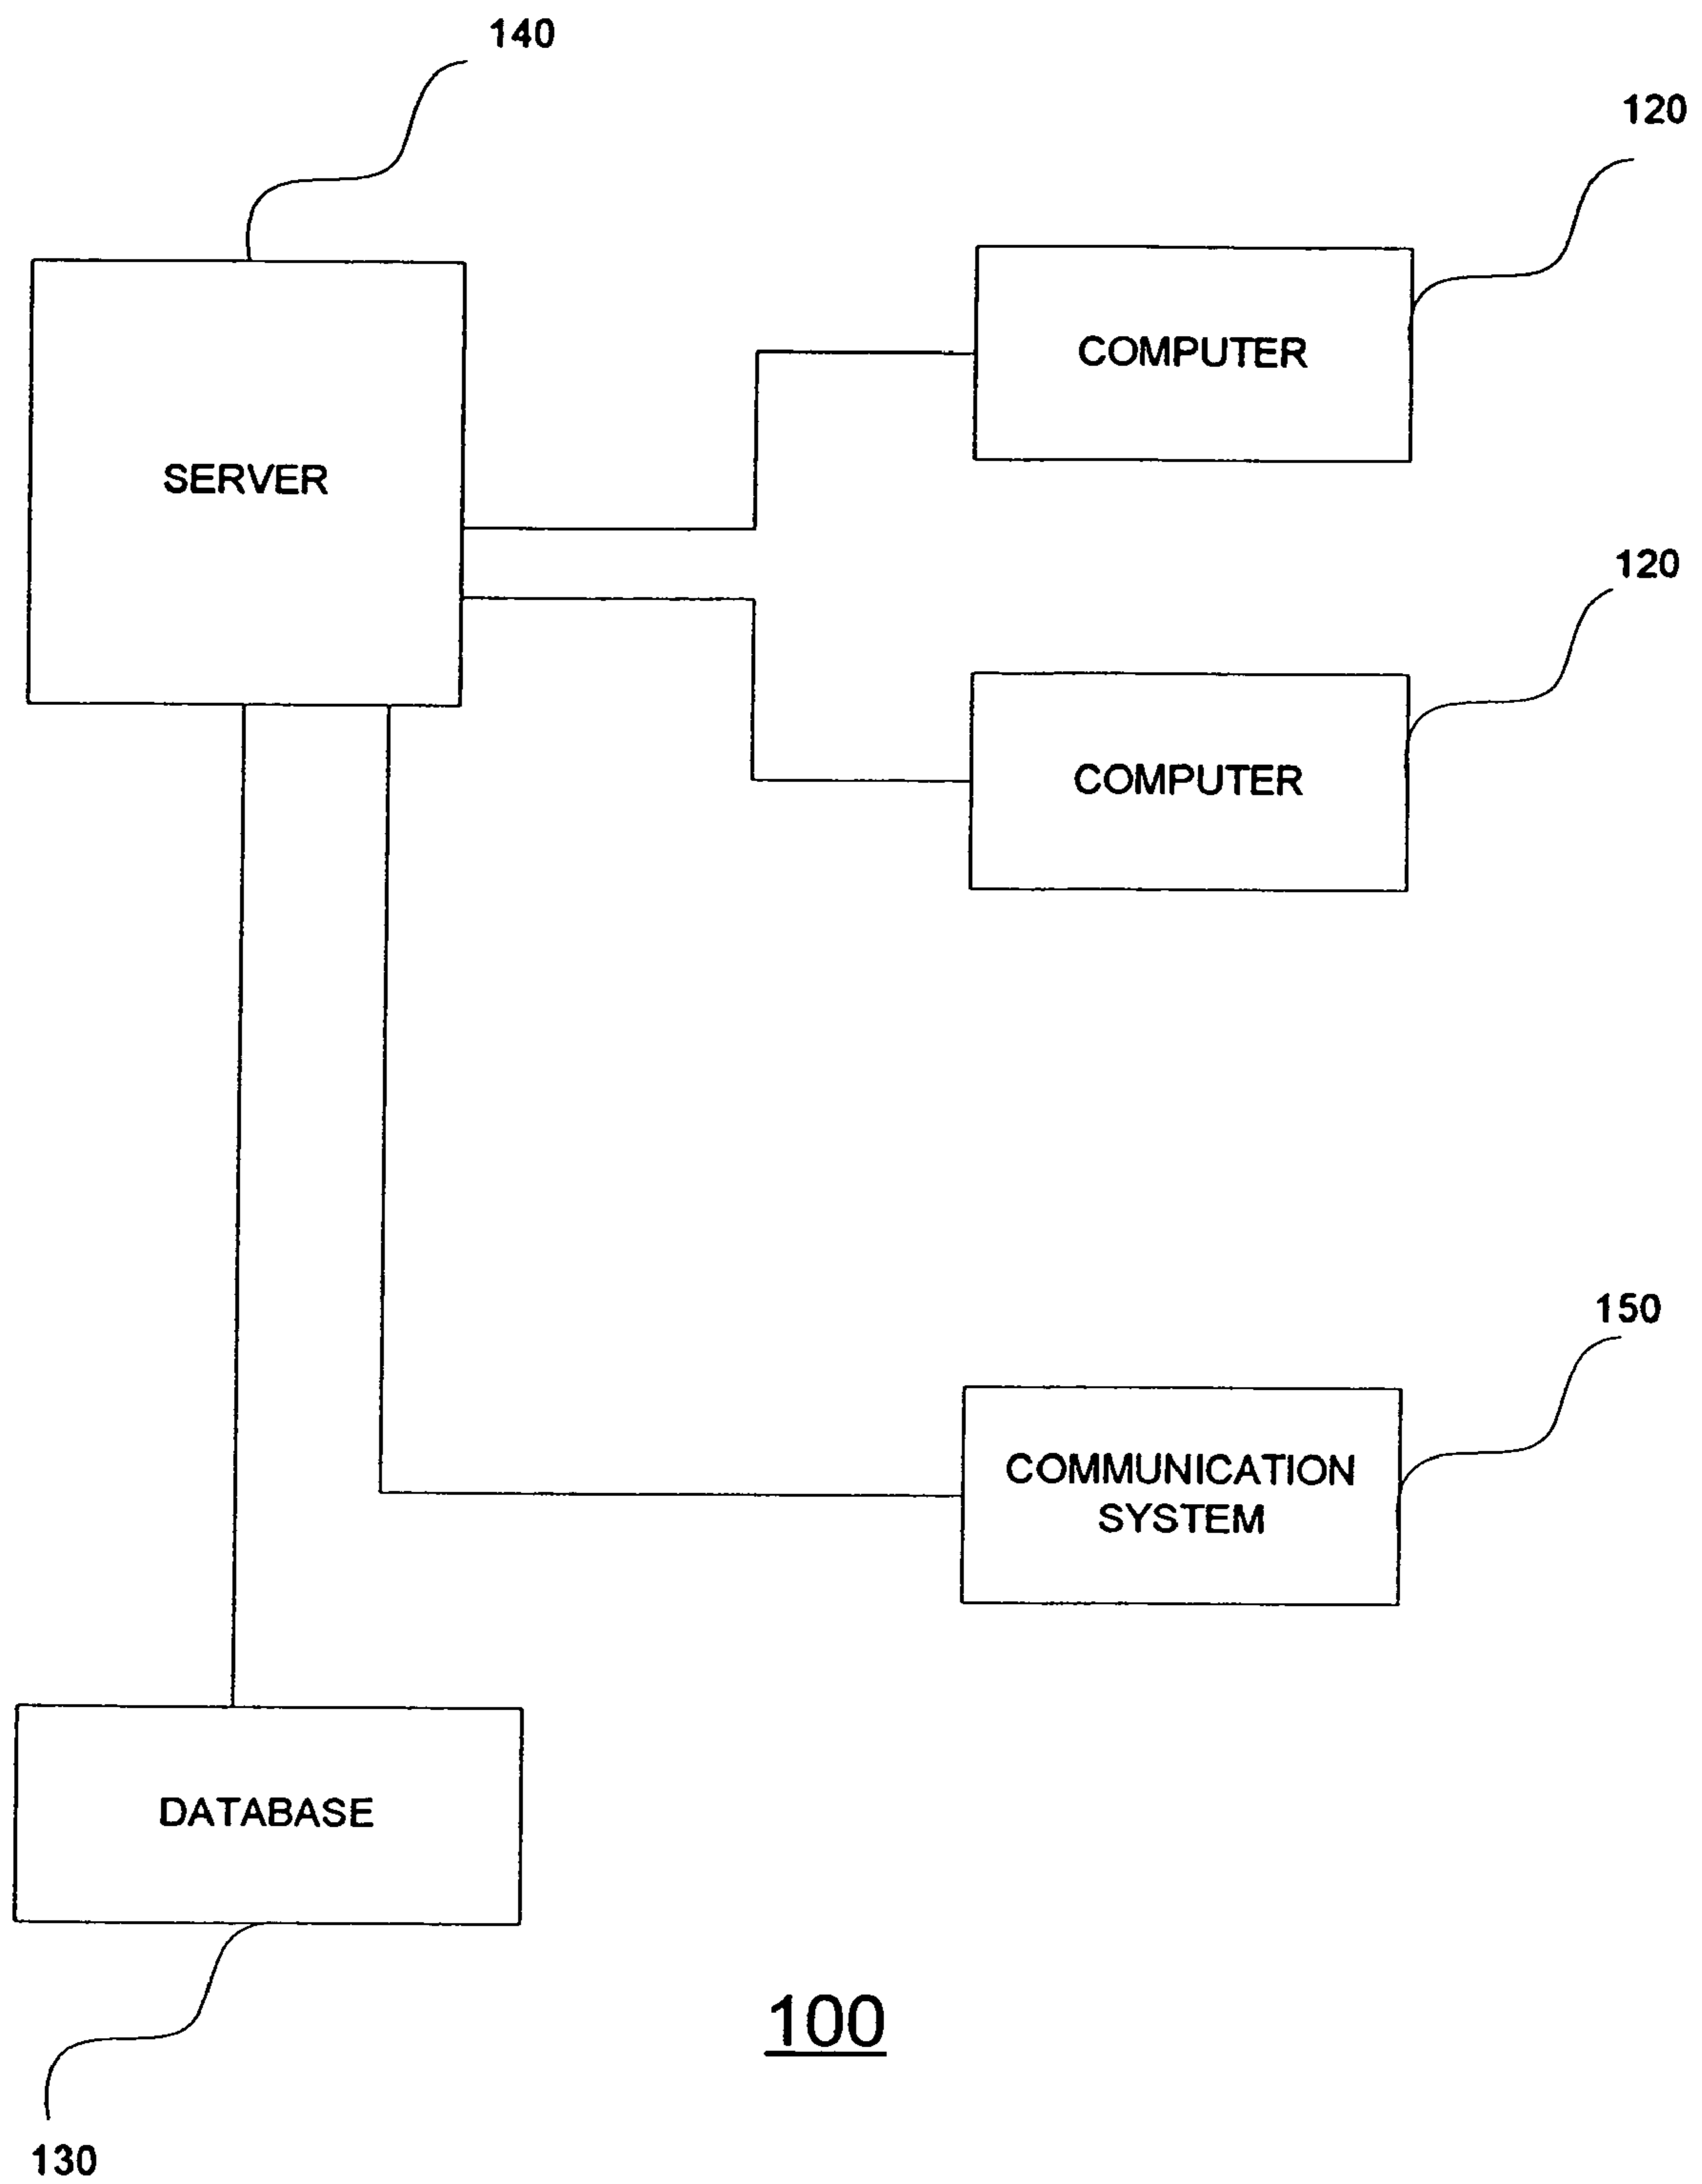 140
120
COMPUTER
SERVER
120
COMPUTER
150
COMMUNICATION
SYSTEM
DATABASE
100
130